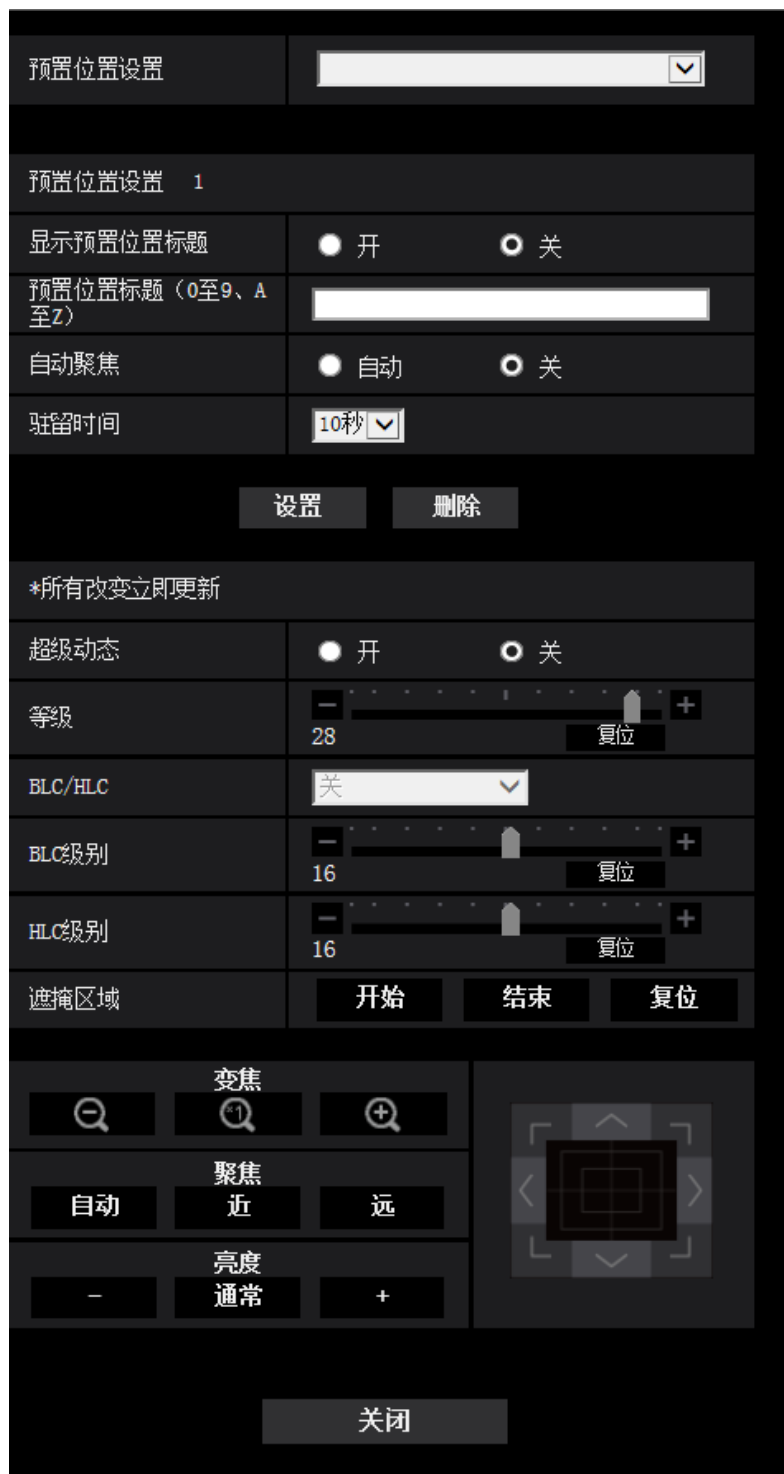 预置位置设置
预置位置设置 1
显示预置位置标题 开 关
预置位置标题（0至9、A
至Z）
自动聚焦 自动 关
驻留时间 10秒
设置 删除
*所有改变立即更新
超级动态 开 关
等级 − +
28 复位
BLC/HLC 关
BLC级别 − +
16 复位
HLC级别 − +
16 复位
遮掩区域 开始 结束 复位
变焦
×1
聚焦
自动 近 远
亮度
− 通常 +
关闭